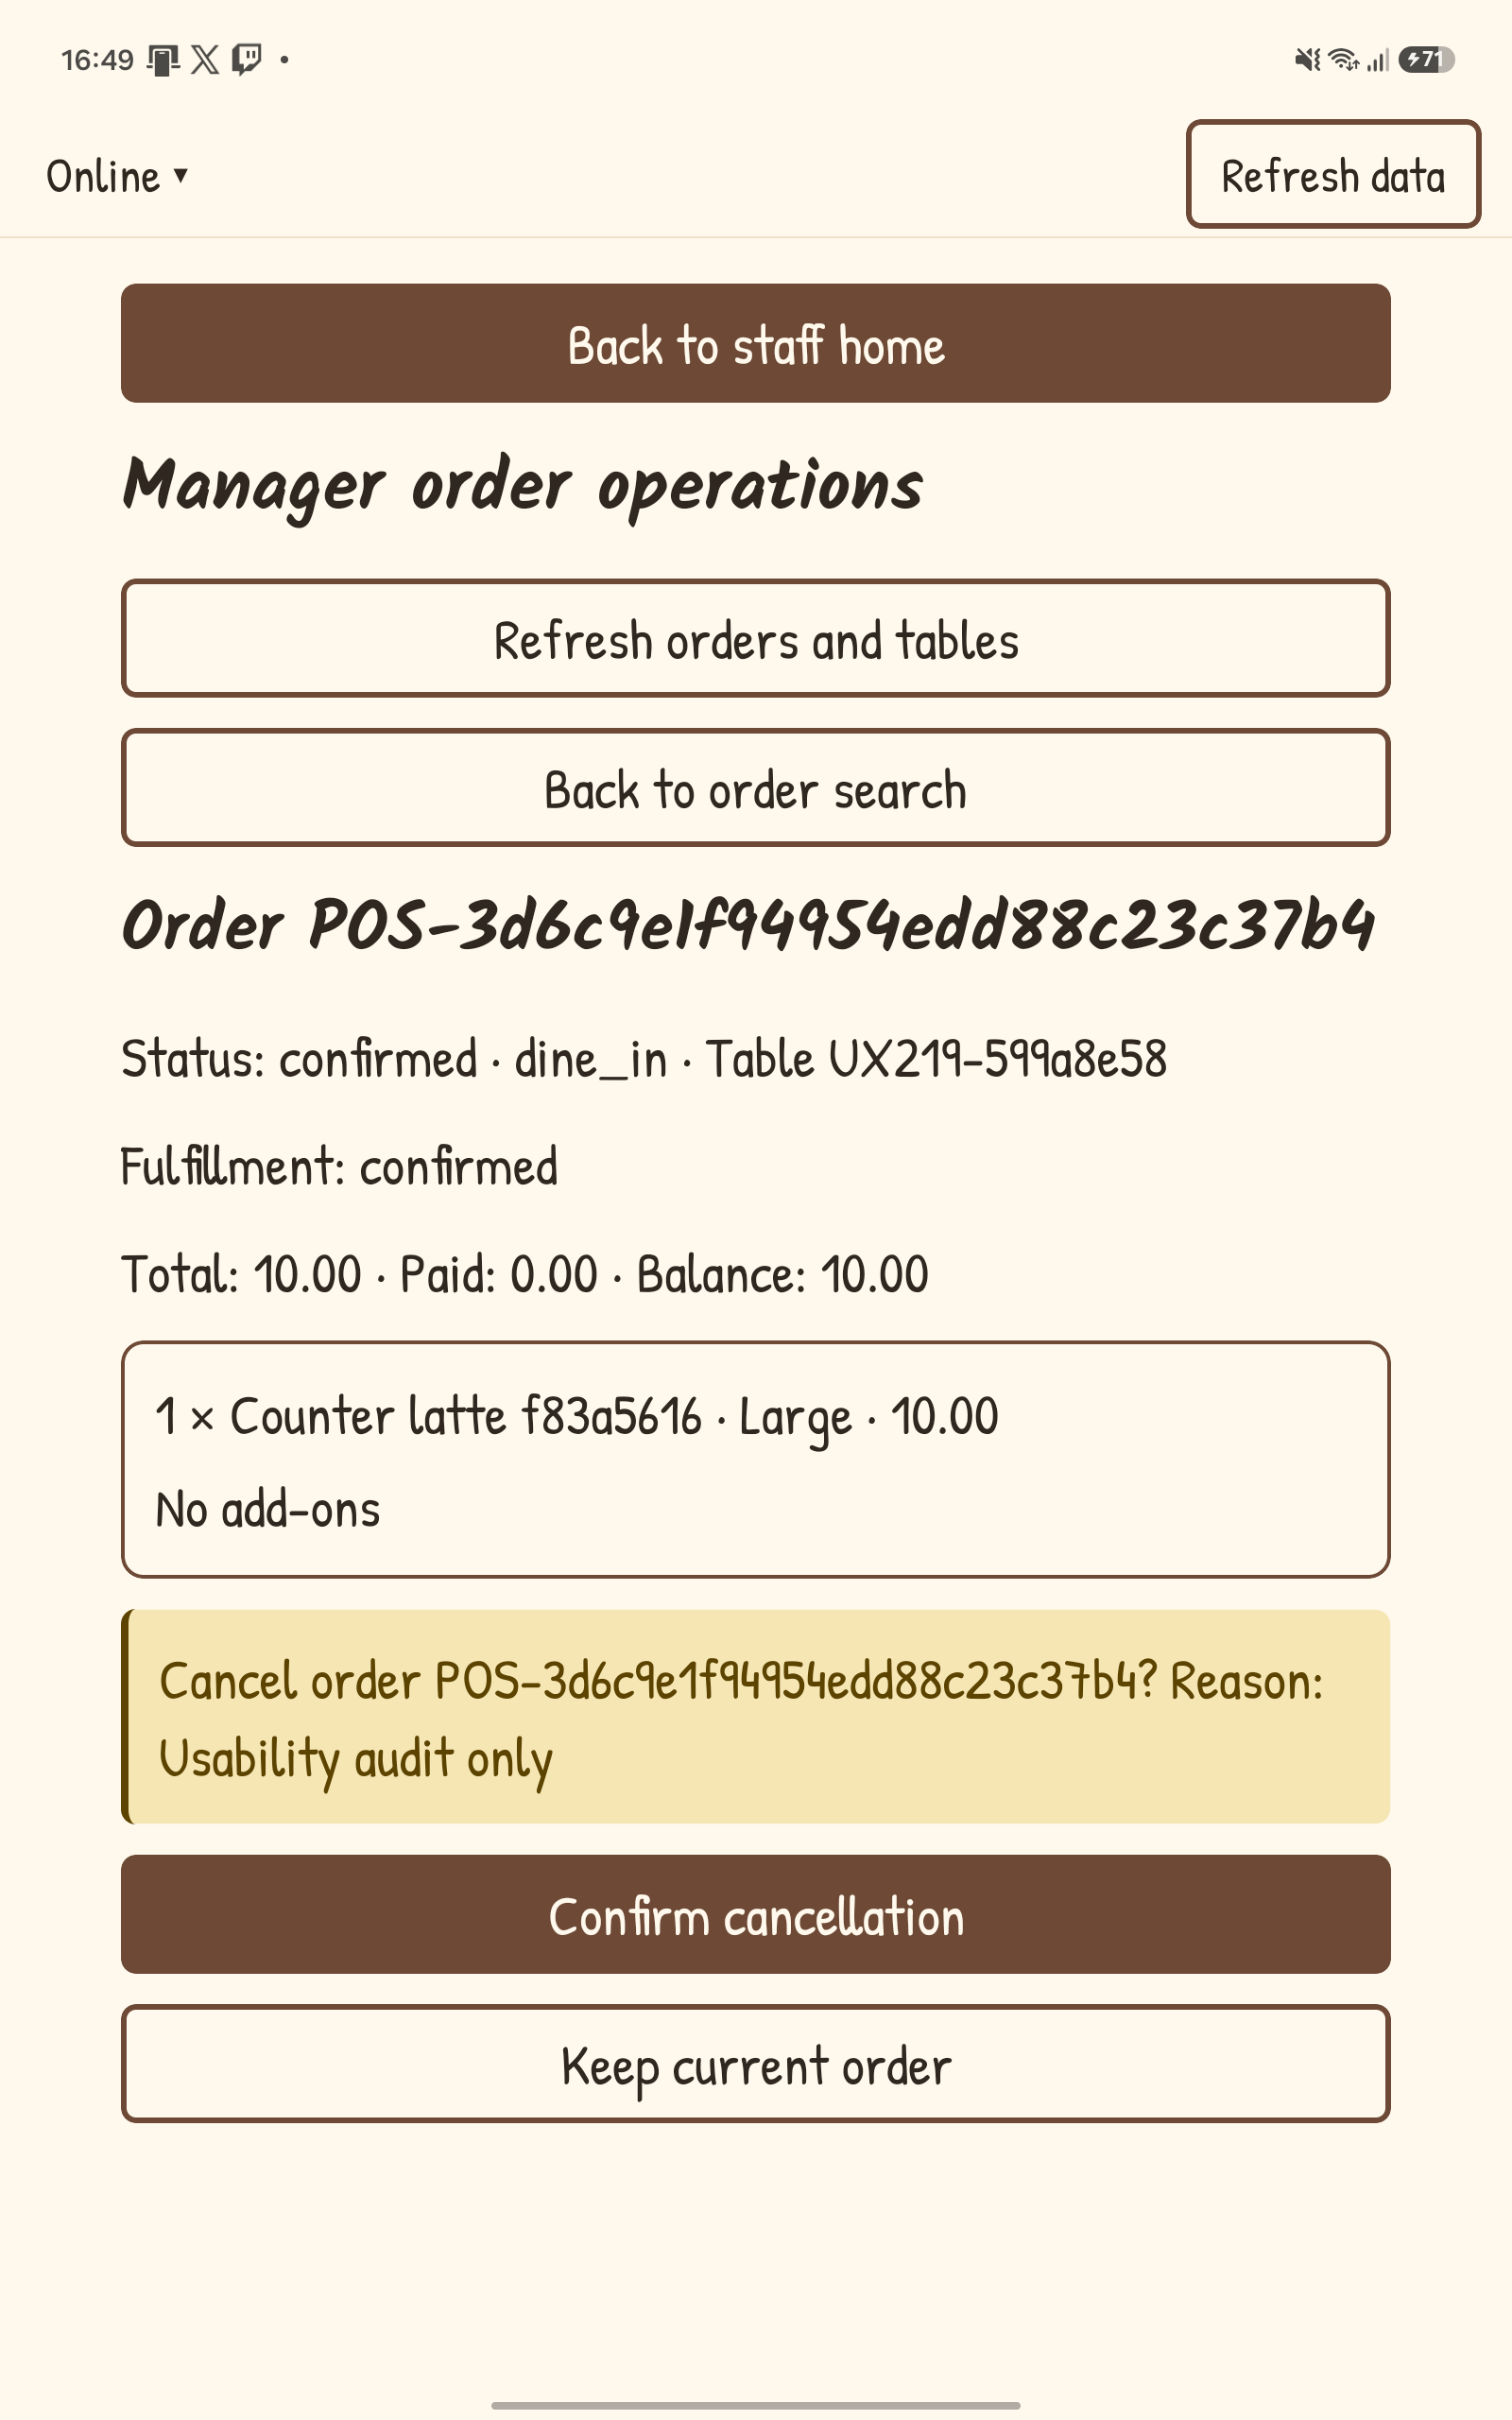 16:49
71
Online ▾
Refresh data
Back to staff home
Manager order operations
Refresh orders and tables
Back to order search
Order POS-3d6c9e1f94954edd88c23c37b4
Status: confirmed · dine_in · Table UX219-599a8e58
Fulfillment: confirmed
Total: 10.00 · Paid: 0.00 · Balance: 10.00
1 × Counter latte f83a5616 · Large · 10.00
No add-ons
Cancel order POS-3d6c9e1f94954edd88c23c37b4? Reason:
Usability audit only
Confirm cancellation
Keep current order